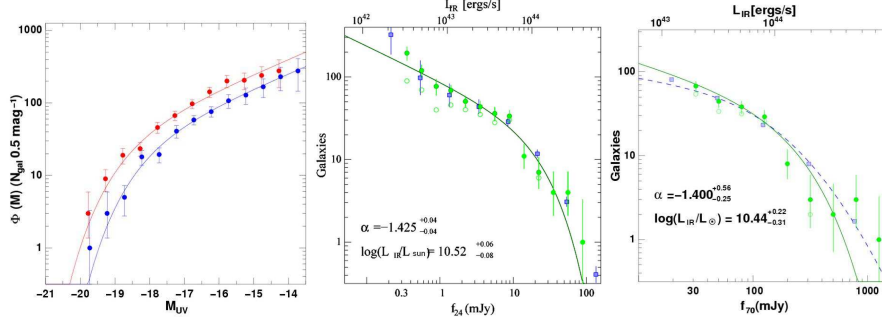 Φ (M) (N_gal 0.5 mag⁻¹)
1000
100
10
1
−21 −20 −19 −18 −17 −16 −15 −14
M_UV
L_IR [ergs/s]
10^42 10^43 10^44
Galaxies
100
10
1
α=−1.425 +0.04 −0.04
log(L_IR/L_sun)=10.52 +0.06 −0.08
0.3 1 10 100
f_24(mJy)
L_IR[ergs/s]
10^43 10^44
Galaxies
100
10
1
α =−1.400 +0.56 −0.25
log(L_IR/L_⊙) = 10.44 +0.22 −0.31
30 100 1000
f_70(mJy)